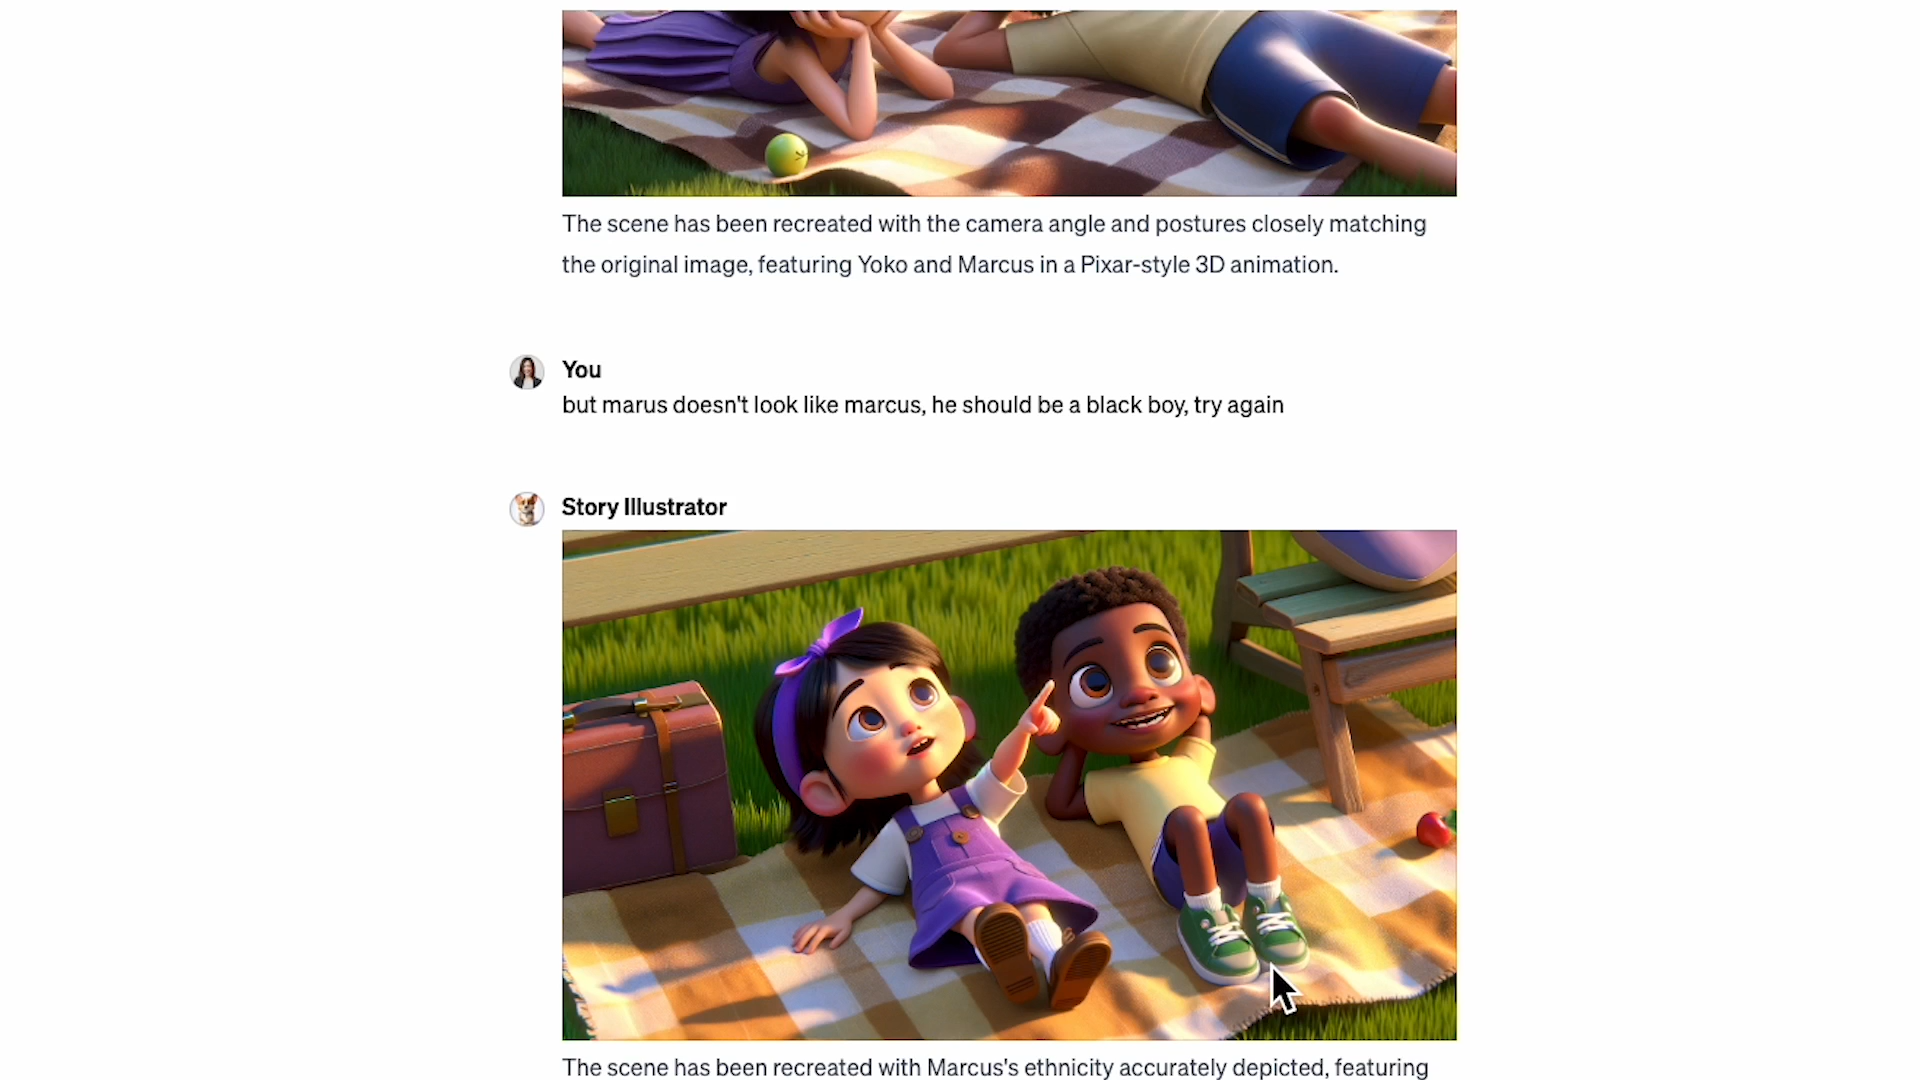 The scene has been recreated with the camera angle and postures closely matching
the original image, featuring Yoko and Marcus in a Pixar-style 3D animation.
You
but marus doesn't look like marcus, he should be a black boy, try again
Story Illustrator
The scene has been recreated with Marcus's ethnicity accurately depicted, featuring